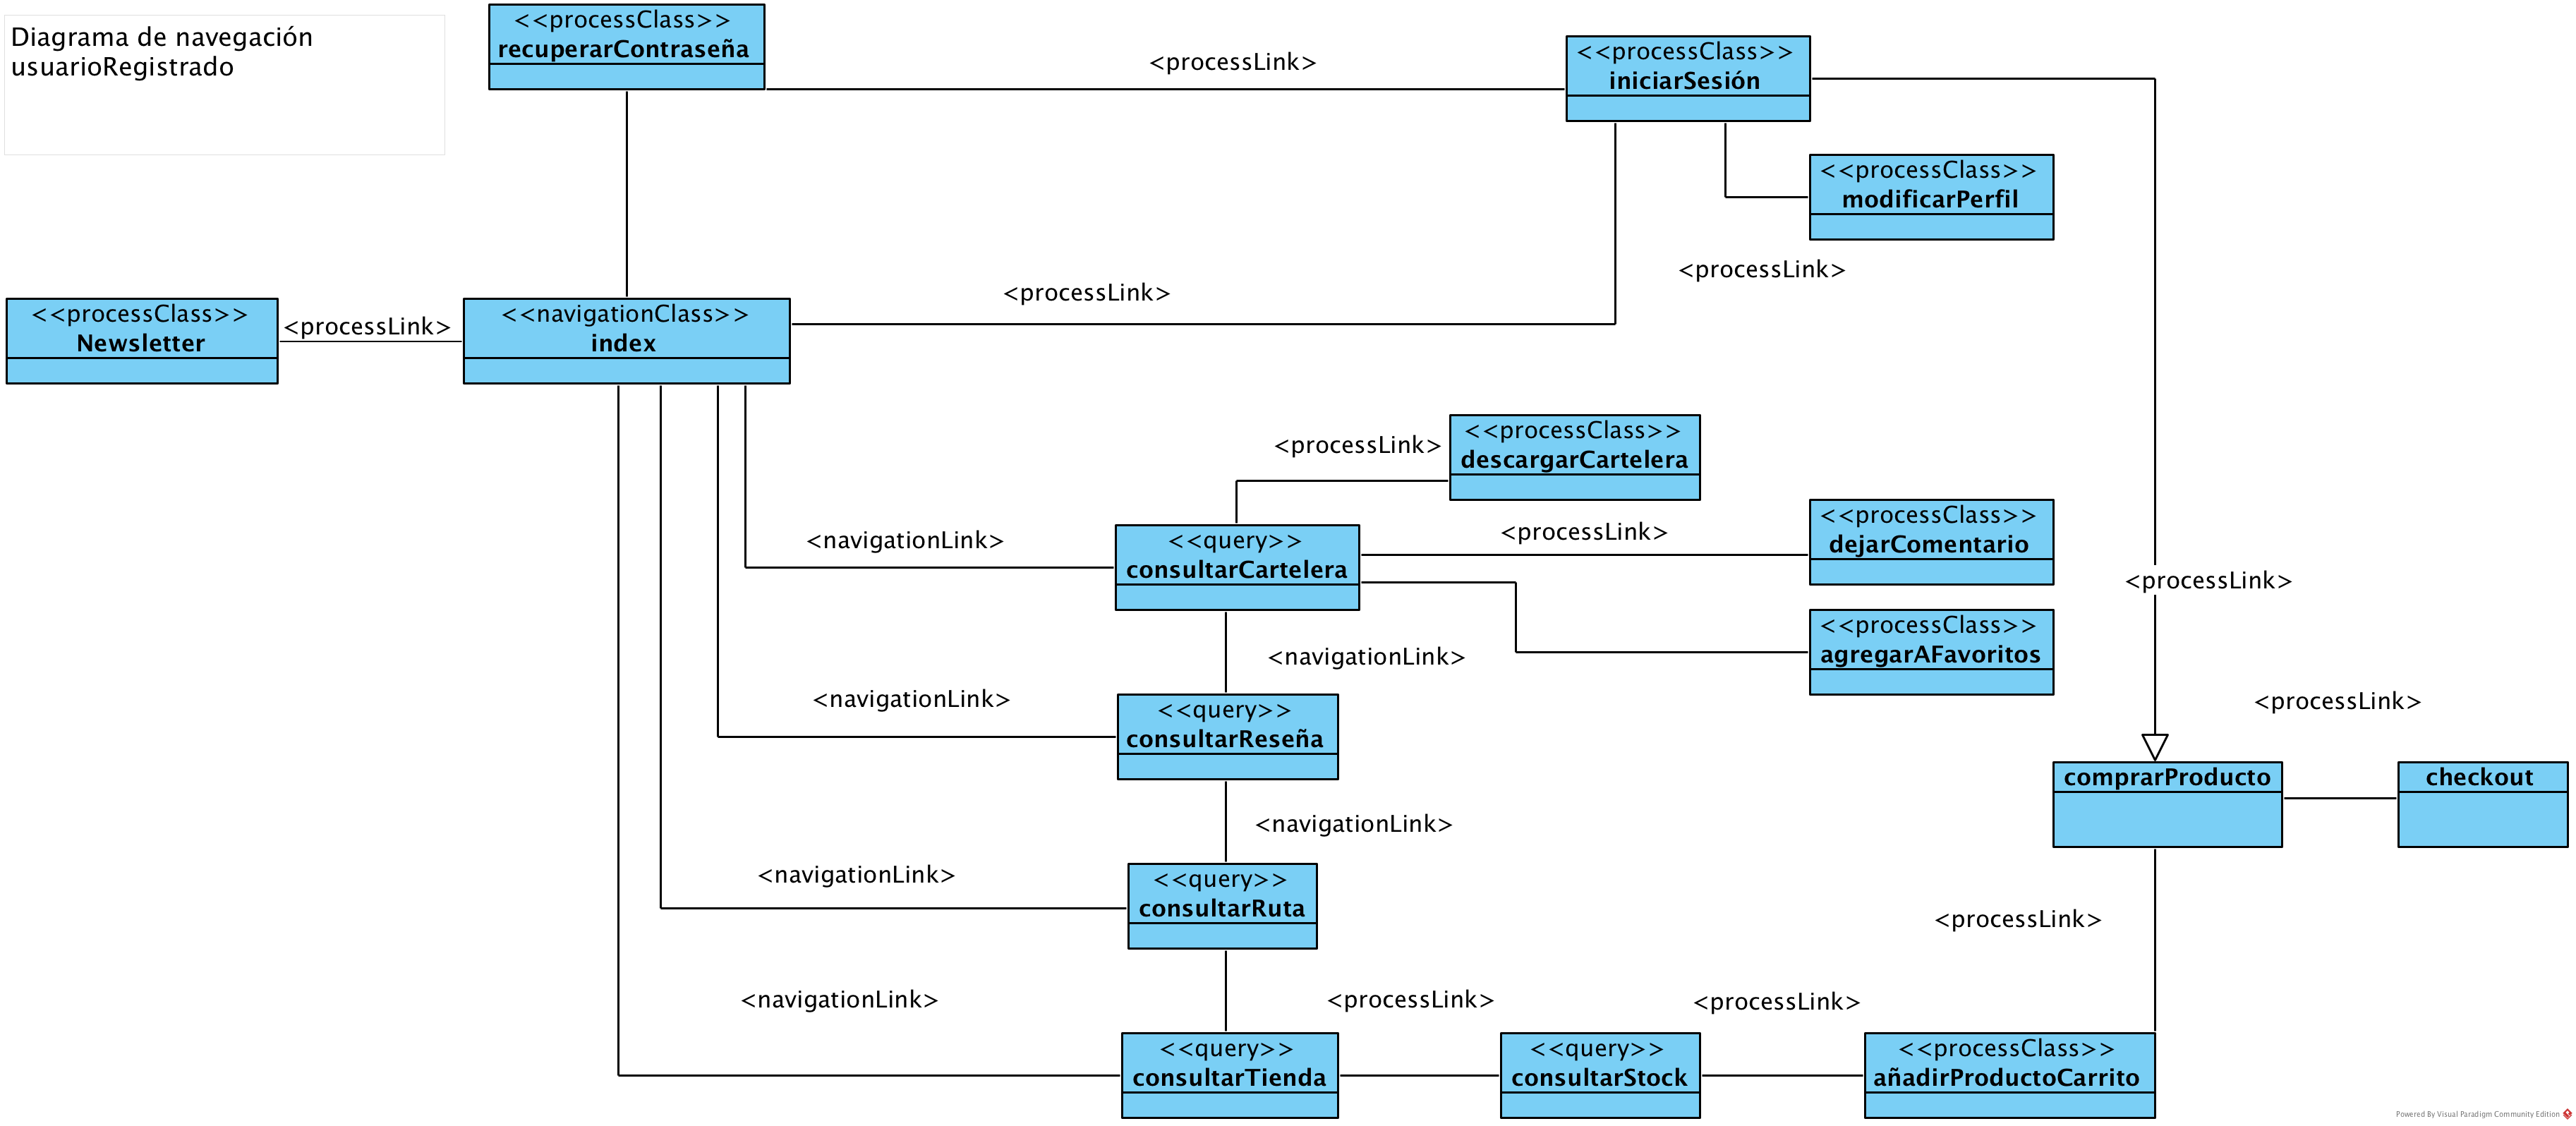 Diagrama de navegación
usuarioRegistrado
<<processClass>>
recuperarContraseña
<processLink>
<<processClass>>
iniciarSesión
<<processClass>>
modificarPerfil
<processLink>
<processLink>
<<processClass>>
Newsletter
<processLink>
<<navigationClass>>
index
<processLink>
<<processClass>>
descargarCartelera
<navigationLink>
<<query>>
consultarCartelera
<processLink>
<<processClass>>
dejarComentario
<processLink>
<<processClass>>
agregarAFavoritos
<navigationLink>
<navigationLink>
<<query>>
consultarReseña
<processLink>
comprarProducto
checkout
<navigationLink>
<navigationLink>
<<query>>
consultarRuta
<processLink>
<navigationLink>
<processLink>
<processLink>
<<query>>
consultarTienda
<<query>>
consultarStock
<<processClass>>
añadirProductoCarrito
Powered By Visual Paradigm Community Edition